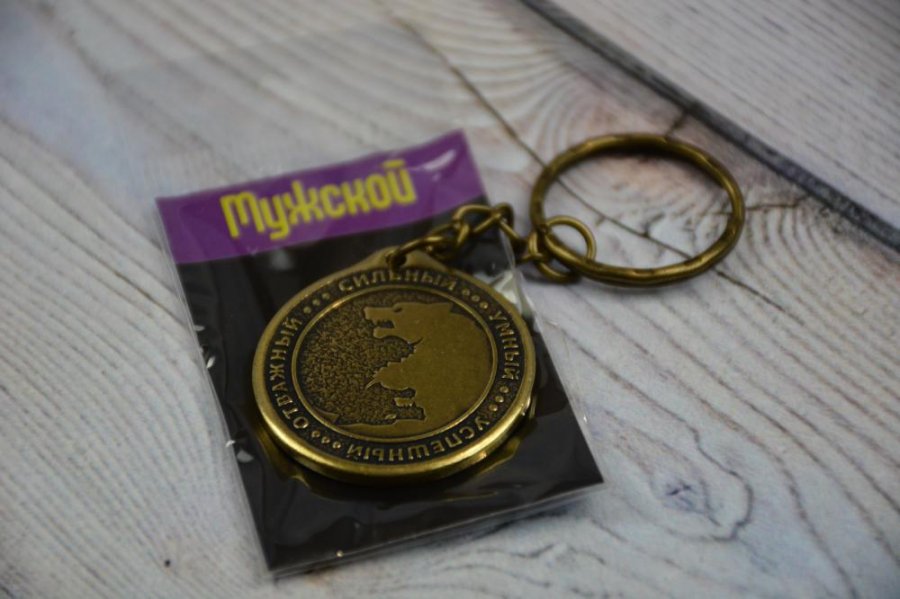 Мужской
СИЛЬНЫЙ ••• УМНЫЙ ••• УСПЕШНЫЙ ••• ОТВАЖНЫЙ •••